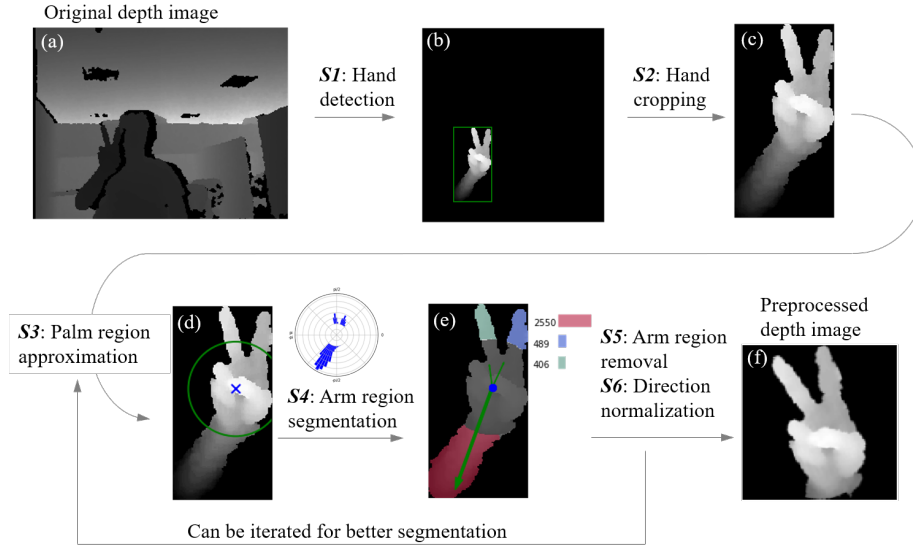 Original depth image
(a)
(b)
(c)
S1: Hand
detection
S2: Hand
cropping
S3: Palm region
approximation
(d)
S4: Arm region
segmentation
(e)
2550
489
406
S5: Arm region
removal
S6: Direction
normalization
Preprocessed
depth image
(f)
Can be iterated for better segmentation